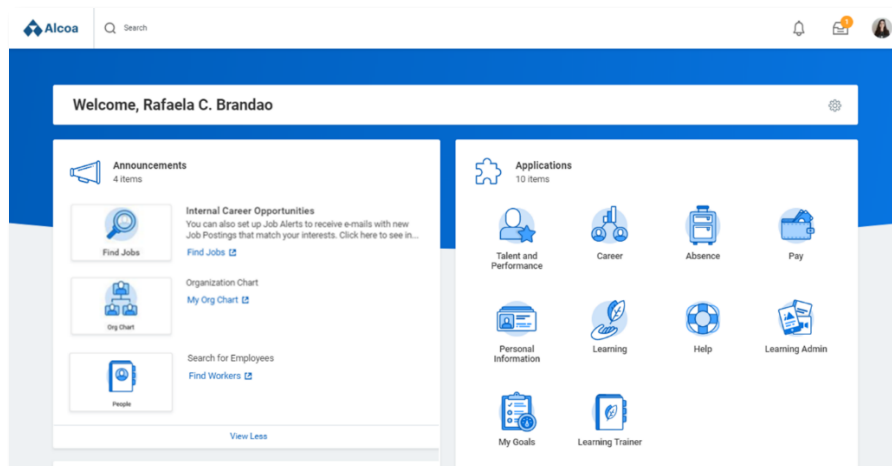 Alcoa
Search
1
Welcome, Rafaela C. Brandao
Announcements
4 items
Find Jobs
Internal Career Opportunities
You can also set up Job Alerts to receive e-mails with new
Job Postings that match your interests. Click here to see in...
Find Jobs
Org Chart
Organization Chart
My Org Chart
People
Search for Employees
Find Workers
View Less
Applications
10 items
Talent and
Performance
Career
Absence
Pay
Personal
Information
Learning
Help
Learning Admin
My Goals
Learning Trainer